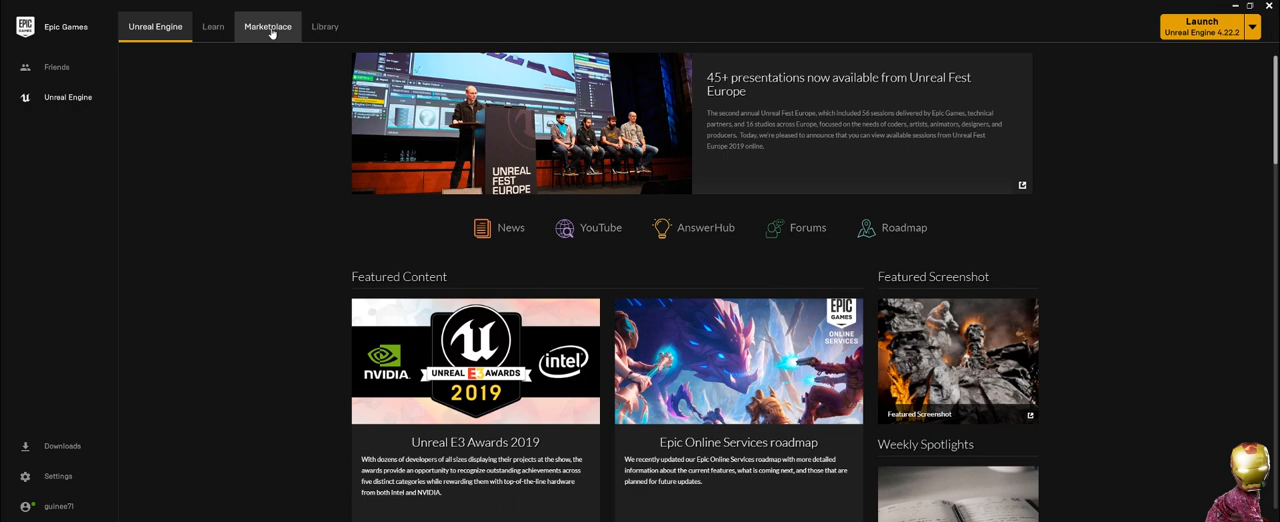 EPIC
GAMES
Epic Games
Unreal Engine
Learn
Marketplace
Library
Launch
Unreal Engine 4.22.2
Friends
Unreal Engine
UNREAL
FEST
EUROPE
45+ presentations now available from Unreal Fest
Europe
The second annual Unreal Fest Europe, which included 56 sessions delivered by Epic Games, technical
partners, and 16 studios across Europe, focused on the needs of coders, artists, animators, designers, and
producers. Today, we're pleased to announce that you can view available sessions from Unreal Fest
Europe 2019 online.
News
YouTube
AnswerHub
Forums
Roadmap
Featured Content
Featured Screenshot
NVIDIA.
UNREAL E3 AWARDS
2019
intel
EPIC
GAMES
ONLINE
SERVICES
Featured Screenshot
Unreal E3 Awards 2019
With dozens of developers of all sizes displaying their projects at the show, the
awards provide an opportunity to recognize outstanding achievements across
five distinct categories while rewarding them with top-of-the-line hardware
from both Intel and NVIDIA.
Epic Online Services roadmap
We recently updated our Epic Online Services roadmap with more detailed
information about the current features, what is coming next, and those that are
planned for future updates.
Weekly Spotlights
Downloads
Settings
guinee71